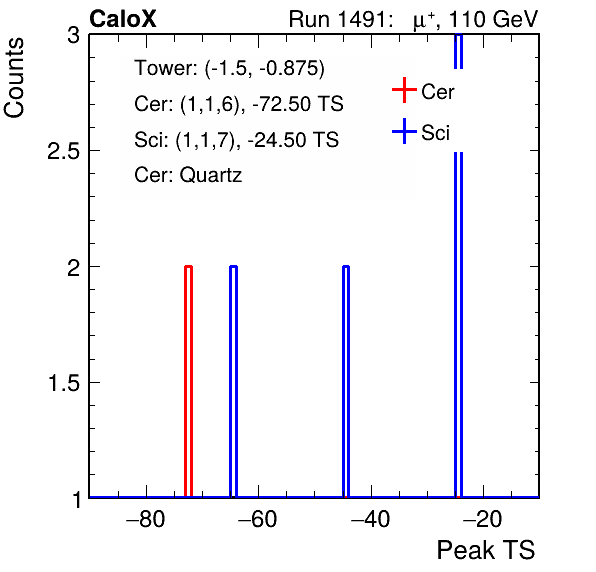 CaloX Run 1491: μ⁺, 110 GeV
Counts
Tower: (-1.5, -0.875)
Cer: (1,1,6), -72.50 TS
Sci: (1,1,7), -24.50 TS
Cer: Quartz
Cer
Sci
3
2.5
2
1.5
1
−80 −60 −40 −20
Peak TS